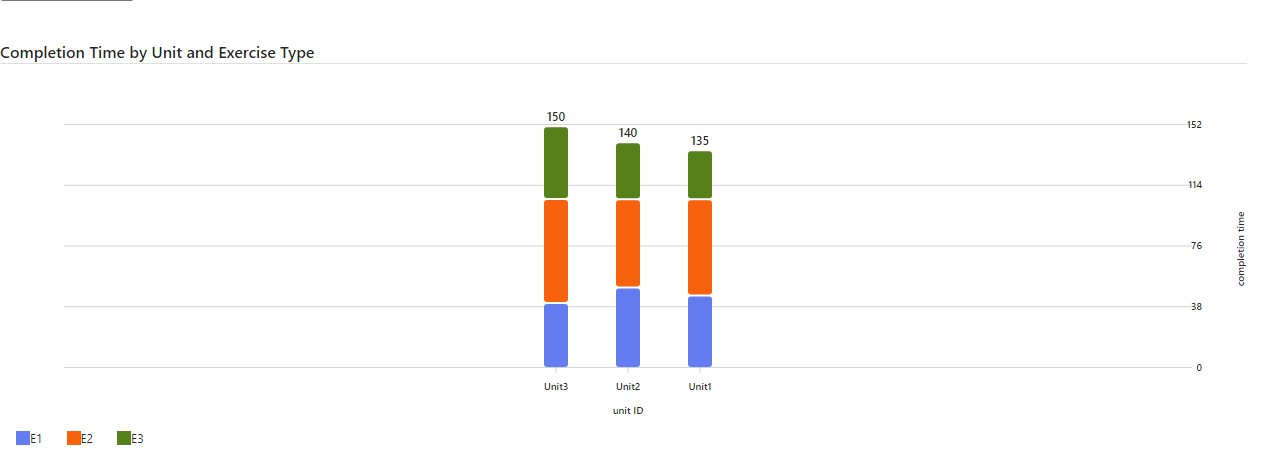 Completion Time by Unit and Exercise Type
150
140
135
152
114
76
38
0
completion time
Unit3 Unit2 Unit1
unit ID
E1 E2 E3